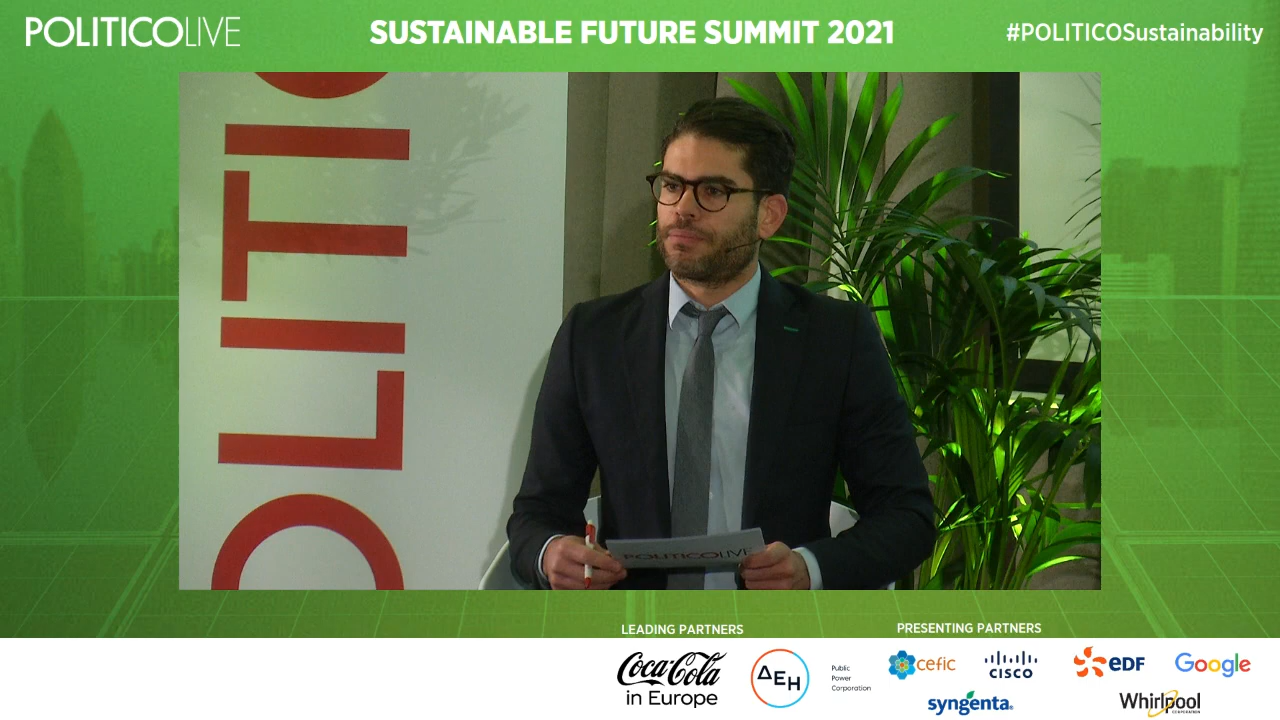 POLITICOLIVE
SUSTAINABLE FUTURE SUMMIT 2021
#POLITICOSustainability
POLITIC
POLITICOLIVE
LEADING PARTNERS
PRESENTING PARTNERS
Coca-Cola
in Europe
ΔEH
Public
Power
Corporation
cefic
CISCO
EDF
Google
syngenta
Whirlpool
CORPORATION